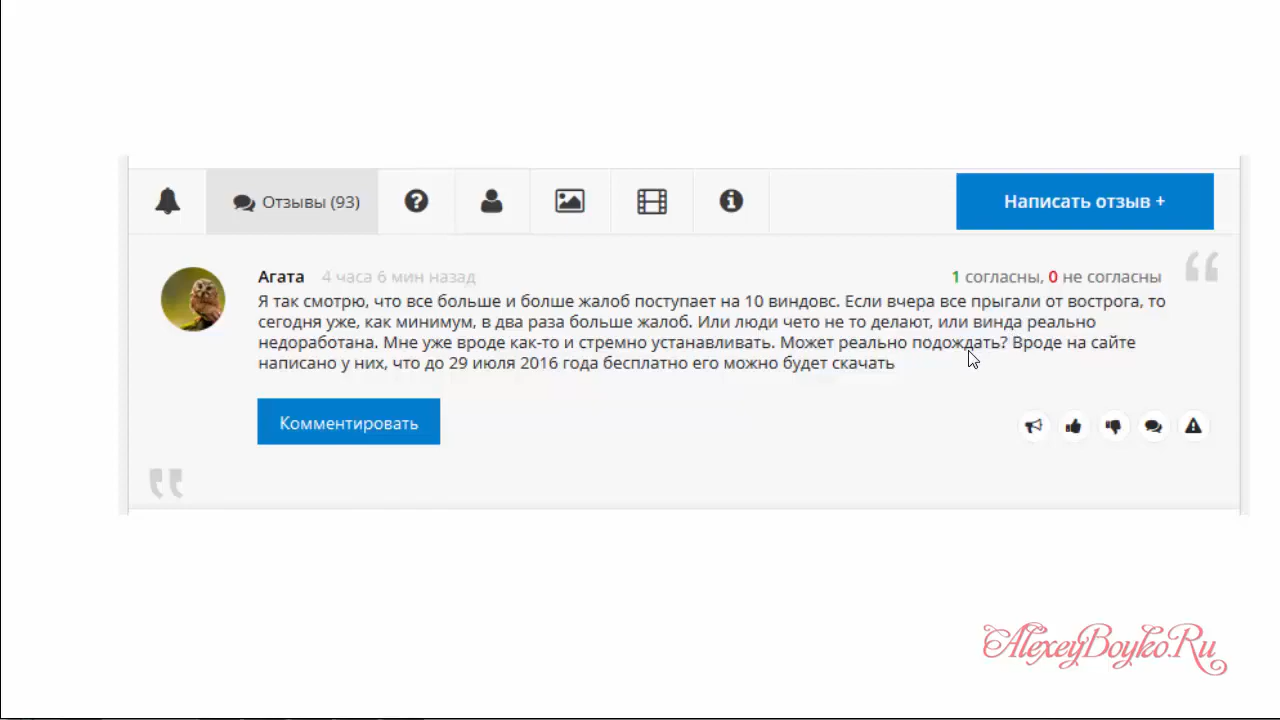 Отзывы (93)
Написать отзыв +
Агата 4 часа 6 мин назад
1 согласны, 0 не согласны
Я так смотрю, что все больше и болше жалоб поступает на 10 виндовс. Если вчера все прыгали от вострога, то
сегодня уже, как минимум, в два раза больше жалоб. Или люди чето не то делают, или винда реально
недоработана. Мне уже вроде как-то и стремно устанавливать. Может реально подождать? Вроде на сайте
написано у них, что до 29 июля 2016 года бесплатно его можно будет скачать
Комментировать
AlexeyBoyko.Ru